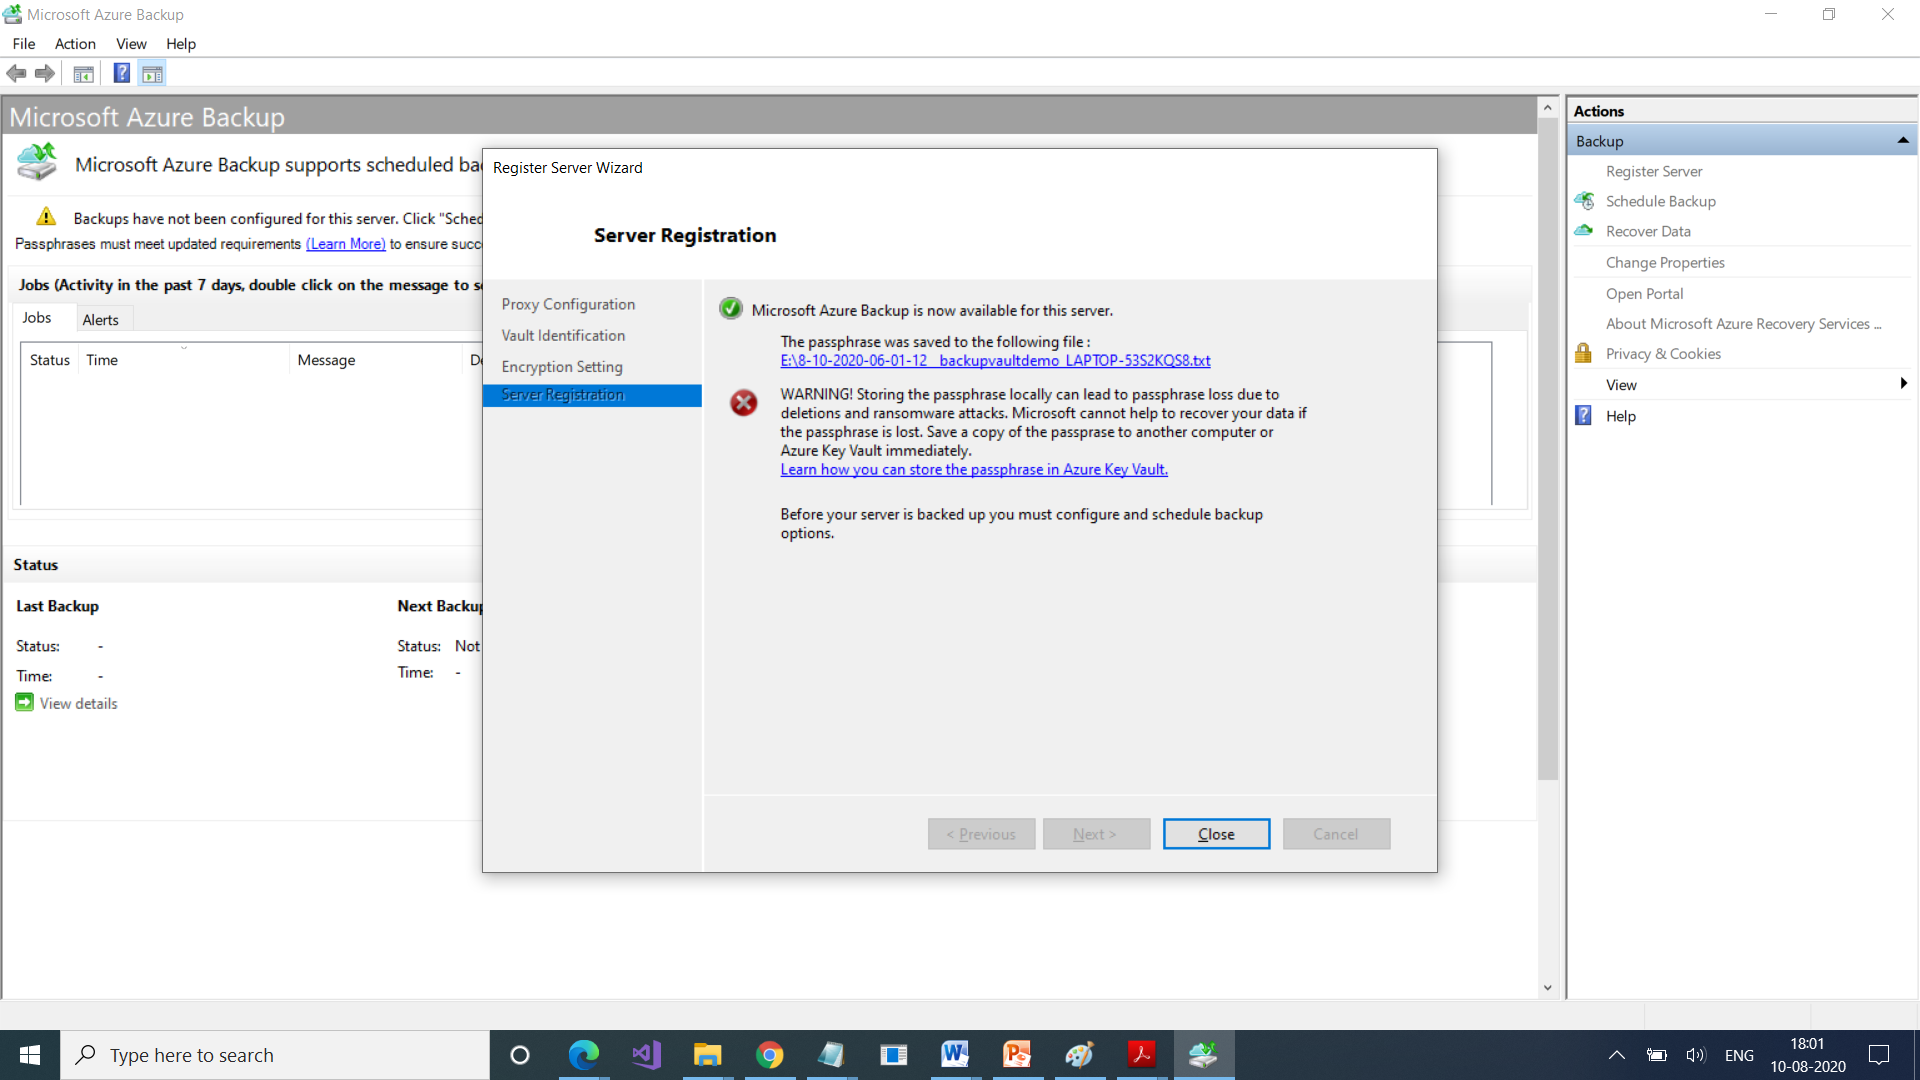 Microsoft Azure Backup
File Action View Help
Microsoft Azure Backup
Microsoft Azure Backup supports scheduled
Backups have not been configured for this server. Click
Passphrases must meet updated requirements (Learn More) to ensure
Jobs (Activity in the past 7 days, double click on the message to
Jobs Alerts
Status Time Message
Status
Last Backup Next Backup
Status: - Status: Not
Time: - Time: -
View details
Register Server Wizard
Server Registration
Proxy Configuration
Vault Identification
Encryption Setting
Server Registration
Microsoft Azure Backup is now available for this server.
The passphrase was saved to the following file :
E:\8-10-2020-06-01-12__backupvaultdemo_LAPTOP-53S2KQS8.txt
WARNING! Storing the passphrase locally can lead to passphrase loss due to
deletions and ransomware attacks. Microsoft cannot help to recover your data if
the passphrase is lost. Save a copy of the passprase to another computer or
Azure Key Vault immediately.
Learn how you can store the passphrase in Azure Key Vault.
Before your server is backed up you must configure and schedule backup
options.
< Previous Next > Close Cancel
Actions
Backup
Register Server
Schedule Backup
Recover Data
Change Properties
Open Portal
About Microsoft Azure Recovery Services ...
Privacy & Cookies
View
Help
Type here to search
ENG
18:01
10-08-2020